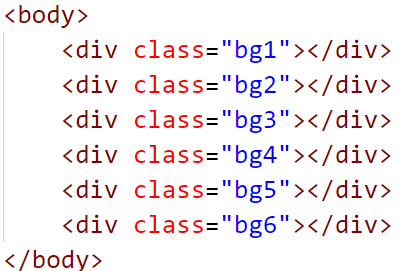 <body>
    <div class="bg1"></div>
    <div class="bg2"></div>
    <div class="bg3"></div>
    <div class="bg4"></div>
    <div class="bg5"></div>
    <div class="bg6"></div>
</body>